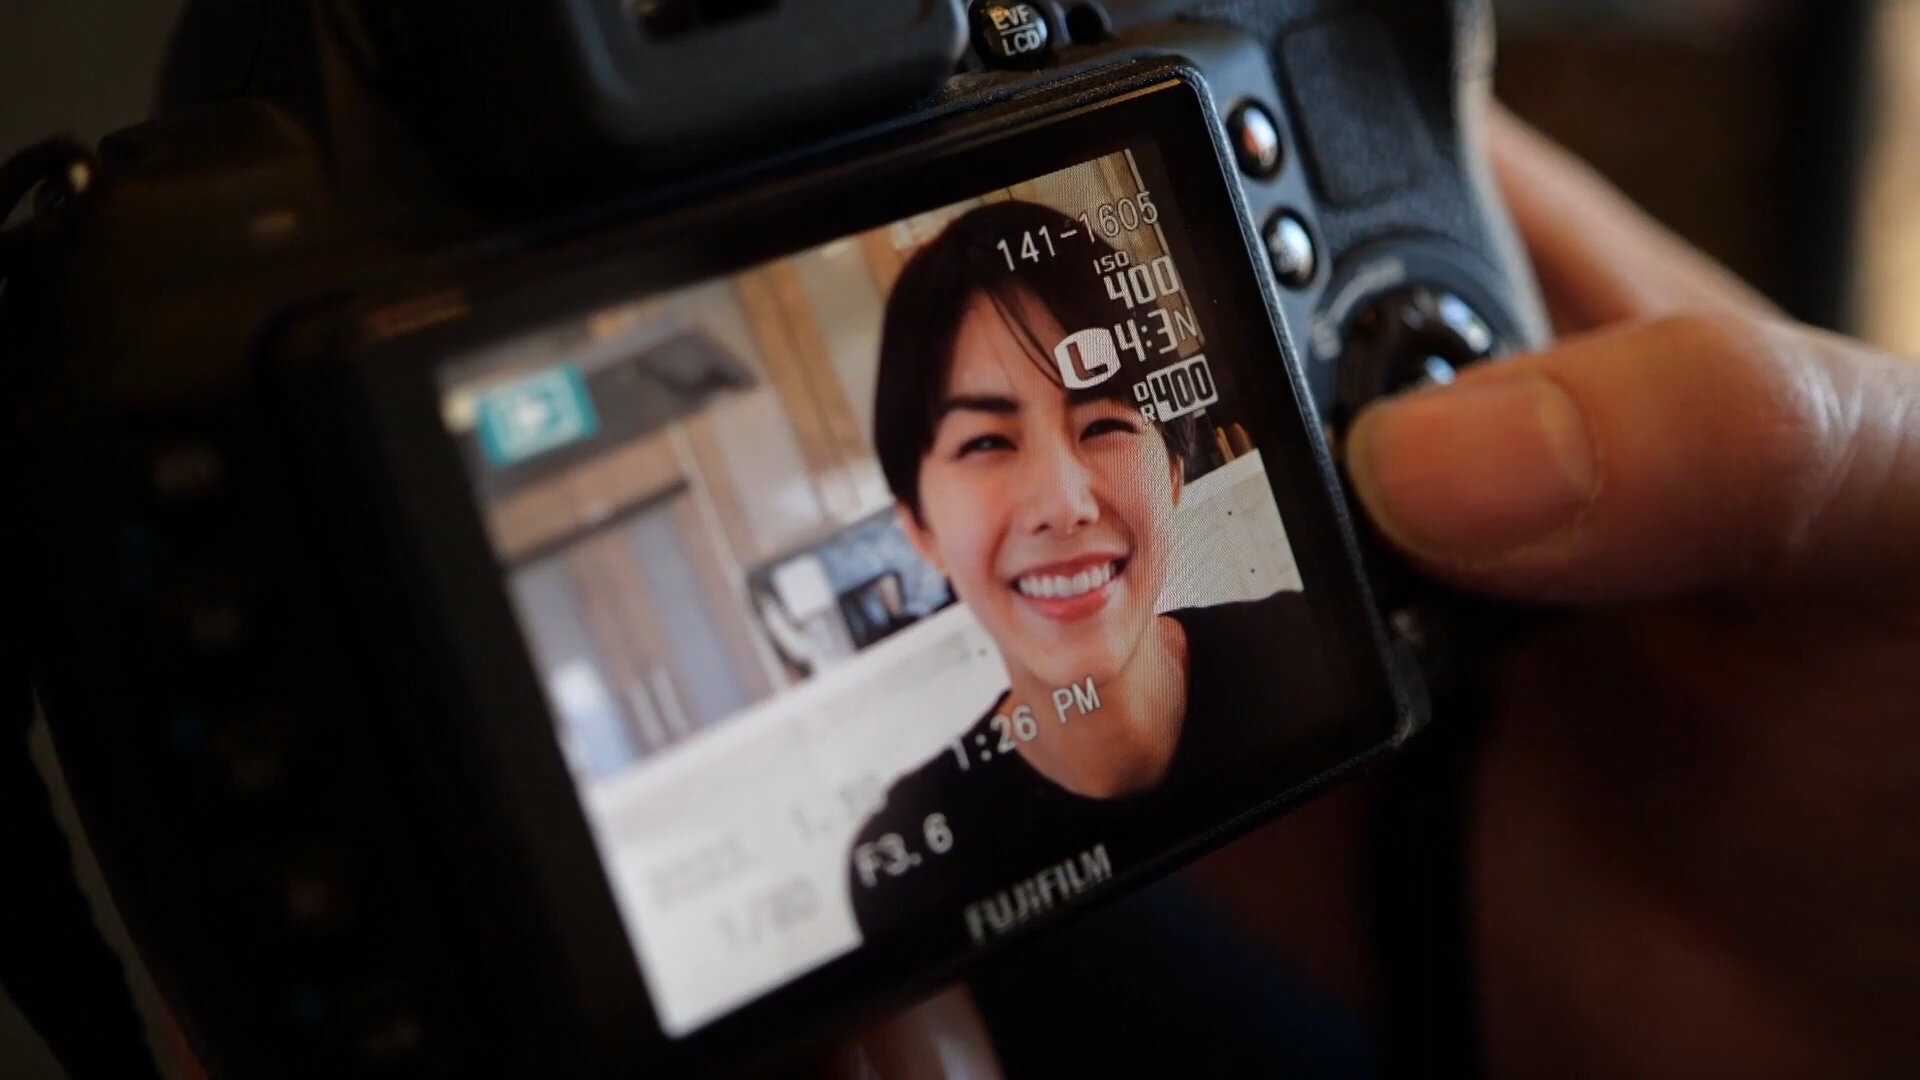 EVF
LCD
141-1605
ISO
400
L 4:3 N
DR 400
1:26 PM
F3.6
FUJIFILM